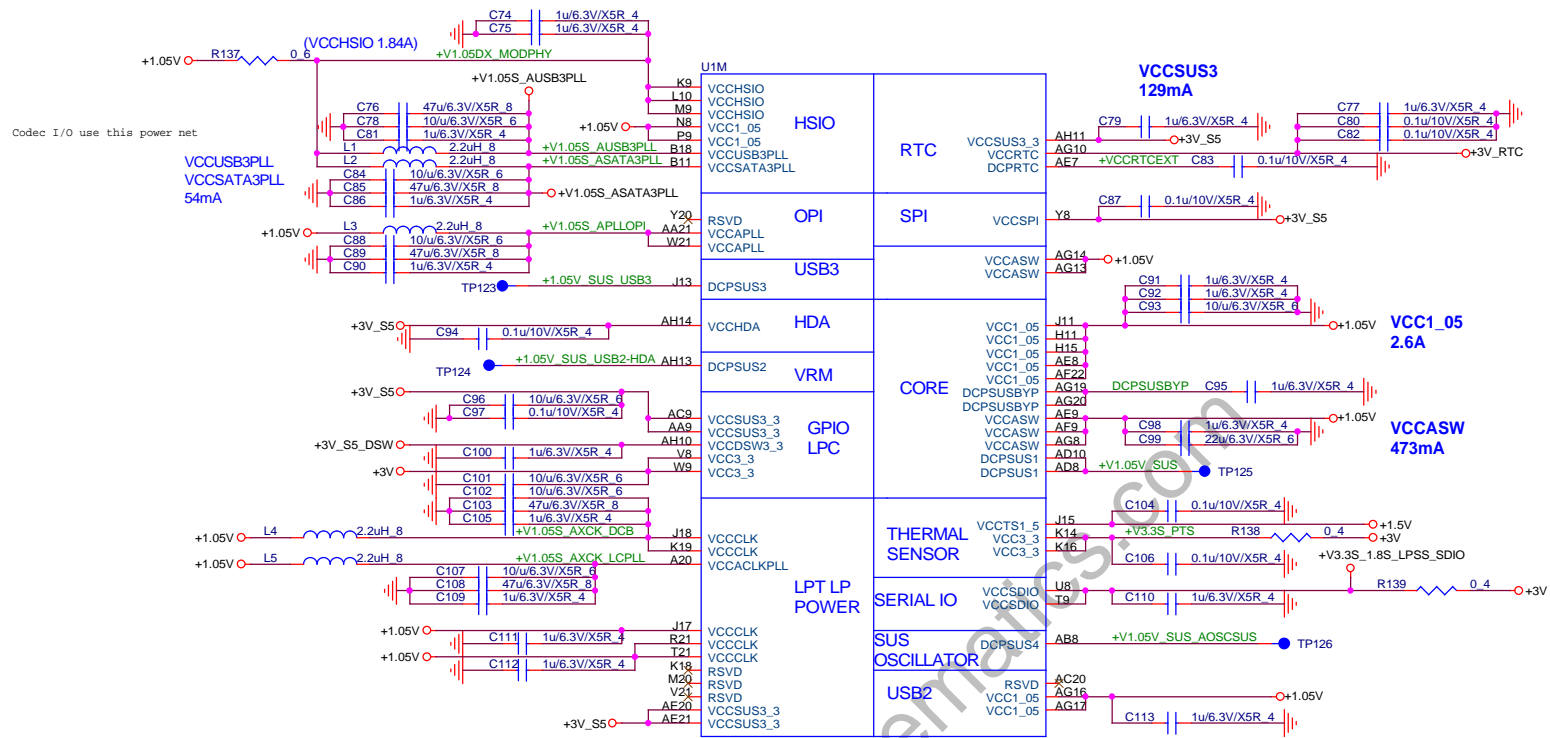 C74 1u/6.3V/X5R_4
C75 1u/6.3V/X5R_4
(VCCHSIO 1.84A)
+1.05V R137 0_6 +V1.05DX_MODPHY
+V1.05S_AUSB3PLL
C76 47u/6.3V/X5R_8
C78 10/u/6.3V/X5R_6
C81 1u/6.3V/X5R_4
Codec I/O use this power net
+1.05V
L1 2.2uH_8 +V1.05S_AUSB3PLL
L2 2.2uH_8 +V1.05S_ASATA3PLL
VCCUSB3PLL
VCCSATA3PLL
54mA
C84 10/u/6.3V/X5R_6
C85 47u/6.3V/X5R_8
C86 1u/6.3V/X5R_4
+V1.05S_ASATA3PLL
+1.05V L3 2.2uH_8 +V1.05S_APLLOPI
C88 10/u/6.3V/X5R_6
C89 47u/6.3V/X5R_8
C90 1u/6.3V/X5R_4
TP123 +1.05V_SUS_USB3
+3V_S5
C94 0.1u/10V/X5R_4
TP124 +1.05V_SUS_USB2-HDA
+3V_S5
C96 10/u/6.3V/X5R_6
C97 0.1u/10V/X5R_4
+3V_S5_DSW
C100 1u/6.3V/X5R_4
+3V
C101 10/u/6.3V/X5R_6
C102 10/u/6.3V/X5R_6
C103 47u/6.3V/X5R_8
C105 1u/6.3V/X5R_4
+1.05V L4 2.2uH_8 +V1.05S_AXCK_DCB
+1.05V L5 2.2uH_8 +V1.05S_AXCK_LCPLL
C107 10/u/6.3V/X5R_6
C108 47u/6.3V/X5R_8
C109 1u/6.3V/X5R_4
+1.05V
C111 1u/6.3V/X5R_4
+1.05V
C112 1u/6.3V/X5R_4
+3V_S5
U1M
K9 VCCHSIO
L10 VCCHSIO
M9 VCCHSIO
N8 VCC1_05
P9 VCC1_05
B18 VCCUSB3PLL
B11 VCCSATA3PLL
HSIO
Y20 RSVD
AA21 VCCAPLL
W21 VCCAPLL
OPI
J13 DCPSUS3
USB3
AH14 VCCHDA
HDA
AH13 DCPSUS2
VRM
AC9 VCCSUS3_3
AA9 VCCSUS3_3
AH10 VCCDSW3_3
V8 VCC3_3
W9 VCC3_3
GPIO
LPC
J18 VCCCLK
K19 VCCCLK
A20 VCCACLKPLL
J17 VCCCLK
R21 VCCCLK
T21 VCCCLK
K18 RSVD
M20 RSVD
V21 RSVD
AE20 VCCSUS3_3
AE21 VCCSUS3_3
LPT LP
POWER
RTC
VCCSUS3_3 AH11
VCCRTC AG10
DCPRTC AE7
SPI
VCCSPI Y8
VCCASW AG14
VCCASW AG13
CORE
VCC1_05 J11
VCC1_05 H11
VCC1_05 H15
VCC1_05 AE8
VCC1_05 AF22
DCPSUSBYP AG19
DCPSUSBYP AG20
VCCASW AE9
VCCASW AF9
VCCASW AG8
DCPSUS1 AD10
DCPSUS1 AD8
THERMAL
SENSOR
VCCTS1_5 J15
VCC3_3 K14
VCC3_3 K16
SERIAL IO
VCCSDIO U8
VCCSDIO T9
SUS
OSCILLATOR
DCPSUS4 AB8
USB2
RSVD AC20
VCC1_05 AG16
VCC1_05 AG17
VCCSUS3
129mA
C79 1u/6.3V/X5R_4
+3V_S5
C77 1u/6.3V/X5R_4
C80 0.1u/10V/X5R_4
C82 0.1u/10V/X5R_4
+3V_RTC
+VCCRTCEXT C83 0.1u/10V/X5R_4
C87 0.1u/10V/X5R_4
+3V_S5
+1.05V
C91 1u/6.3V/X5R_4
C92 1u/6.3V/X5R_4
C93 10/u/6.3V/X5R_6
+1.05V
VCC1_05
2.6A
DCPSUSBYP C95 1u/6.3V/X5R_4
+1.05V
C98 1u/6.3V/X5R_4
C99 22u/6.3V/X5R_6
VCCASW
473mA
+V1.05V_SUS TP125
C104 0.1u/10V/X5R_4
+1.5V
+V3.3S_PTS R138 0_4 +3V
C106 0.1u/10V/X5R_4
+V3.3S_1.8S_LPSS_SDIO
R139 0_4 +3V
C110 1u/6.3V/X5R_4
+V1.05V_SUS_AOSCSUS TP126
+1.05V
C113 1u/6.3V/X5R_4
ematics.com